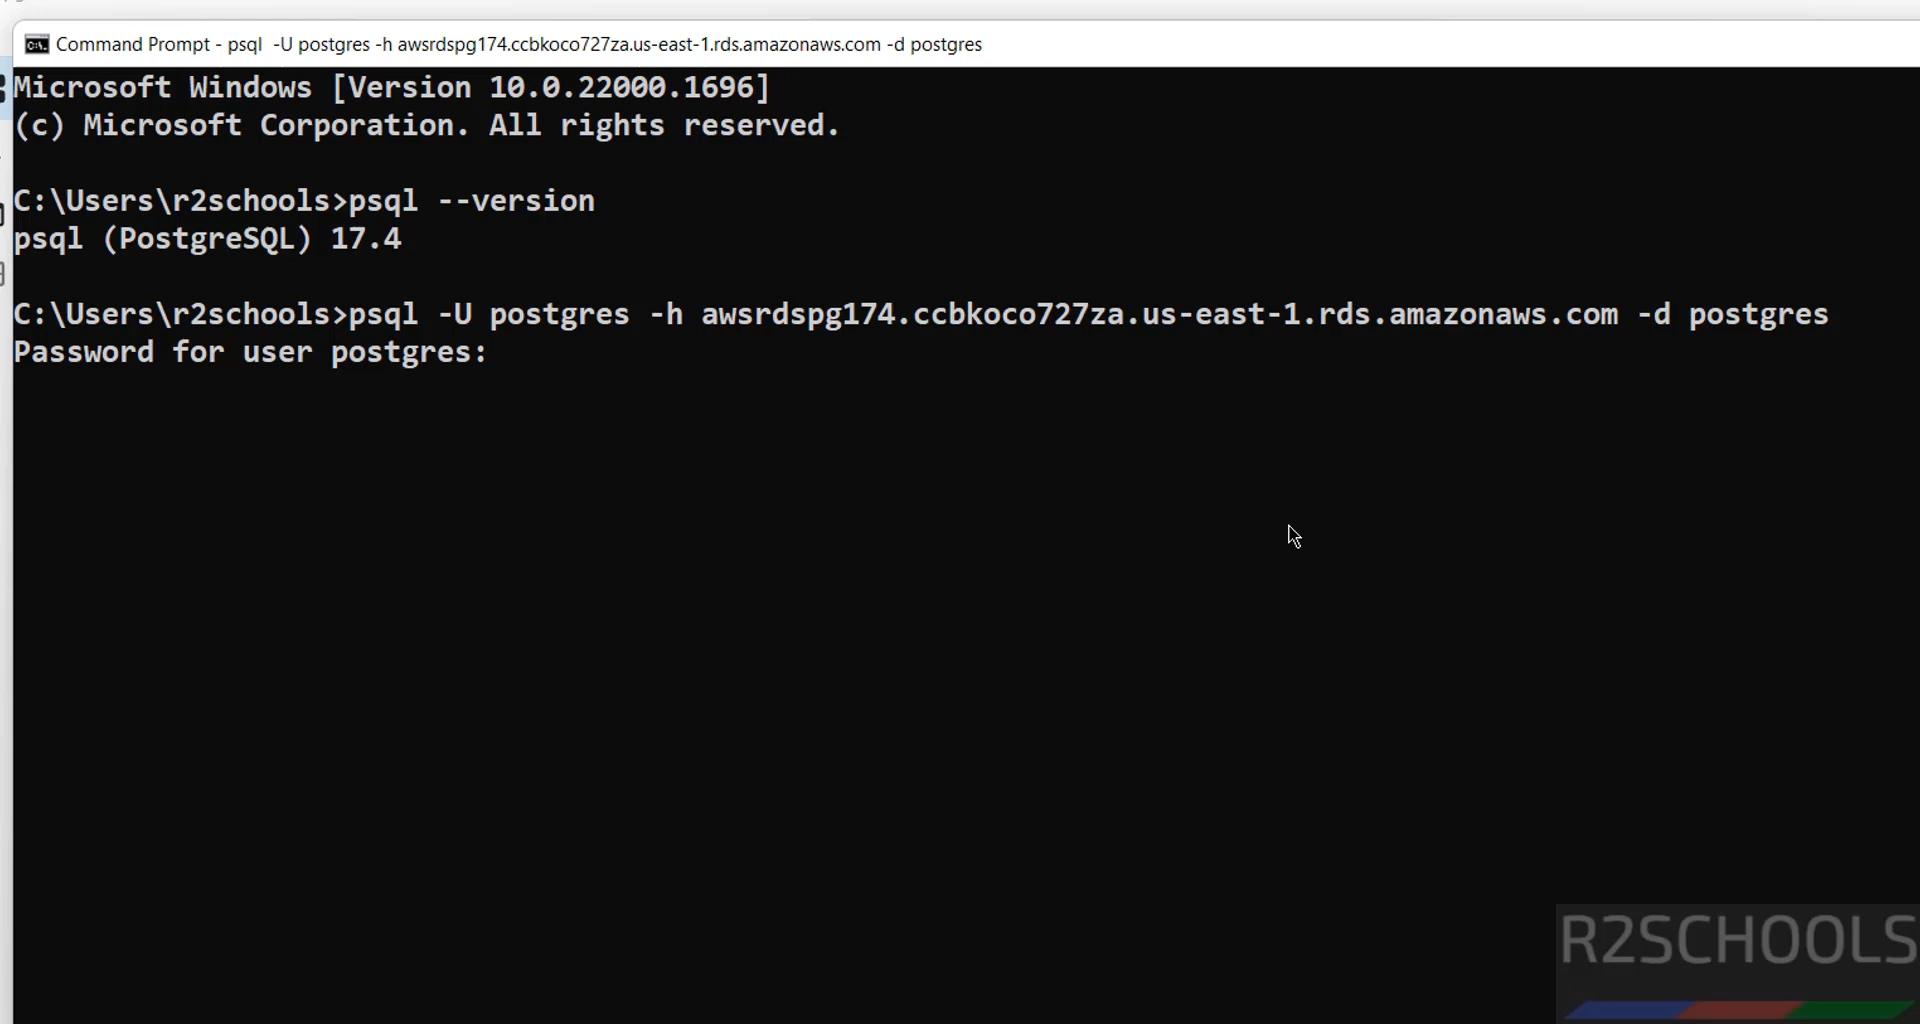 Command Prompt - psql  -U postgres -h awsrdspg174.ccbkoco727za.us-east-1.rds.amazonaws.com -d postgres
Microsoft Windows [Version 10.0.22000.1696]
(c) Microsoft Corporation. All rights reserved.
C:\Users\r2schools>psql --version
psql (PostgreSQL) 17.4
C:\Users\r2schools>psql -U postgres -h awsrdspg174.ccbkoco727za.us-east-1.rds.amazonaws.com -d postgres
Password for user postgres:
R2SCHOOLS